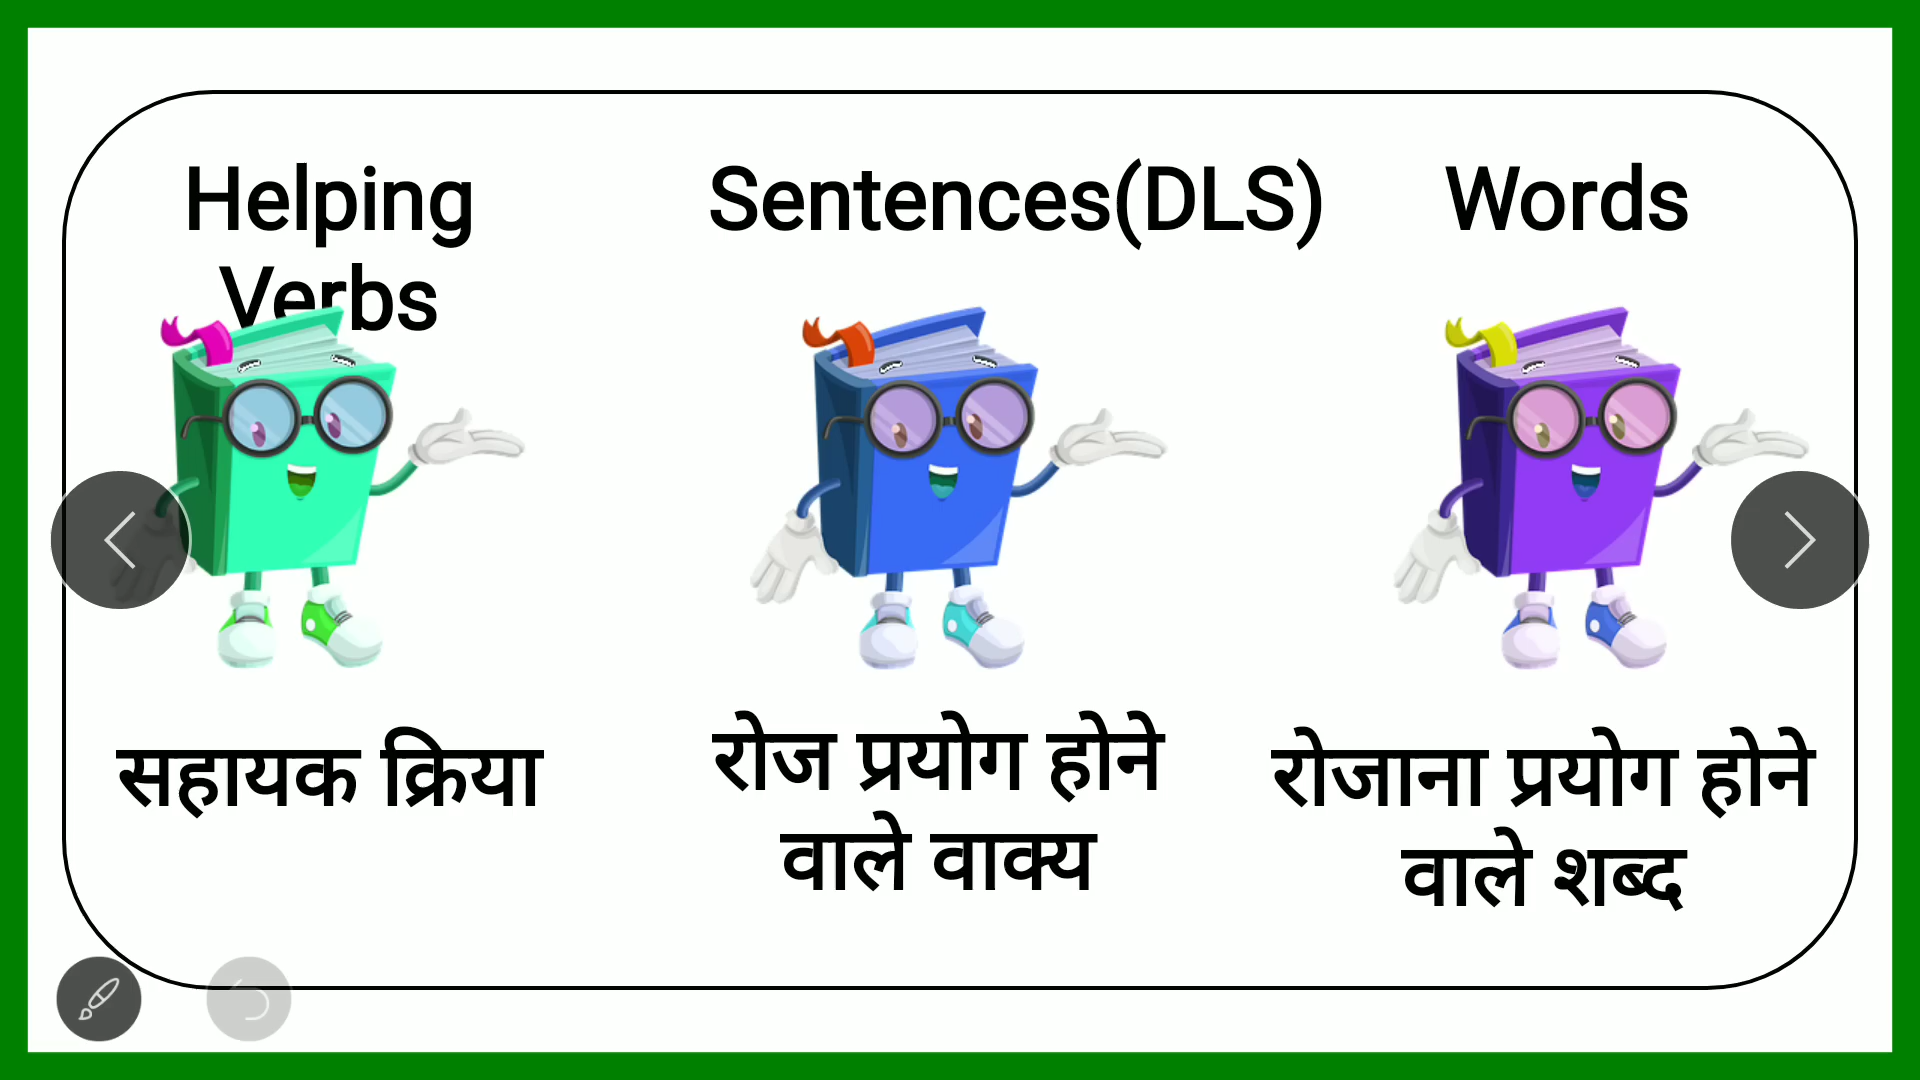 Helping
Verbs
सहायक क्रिया
Sentences(DLS)
रोज प्रयोग होने
वाले वाक्य
Words
रोजाना प्रयोग होने
वाले शब्द